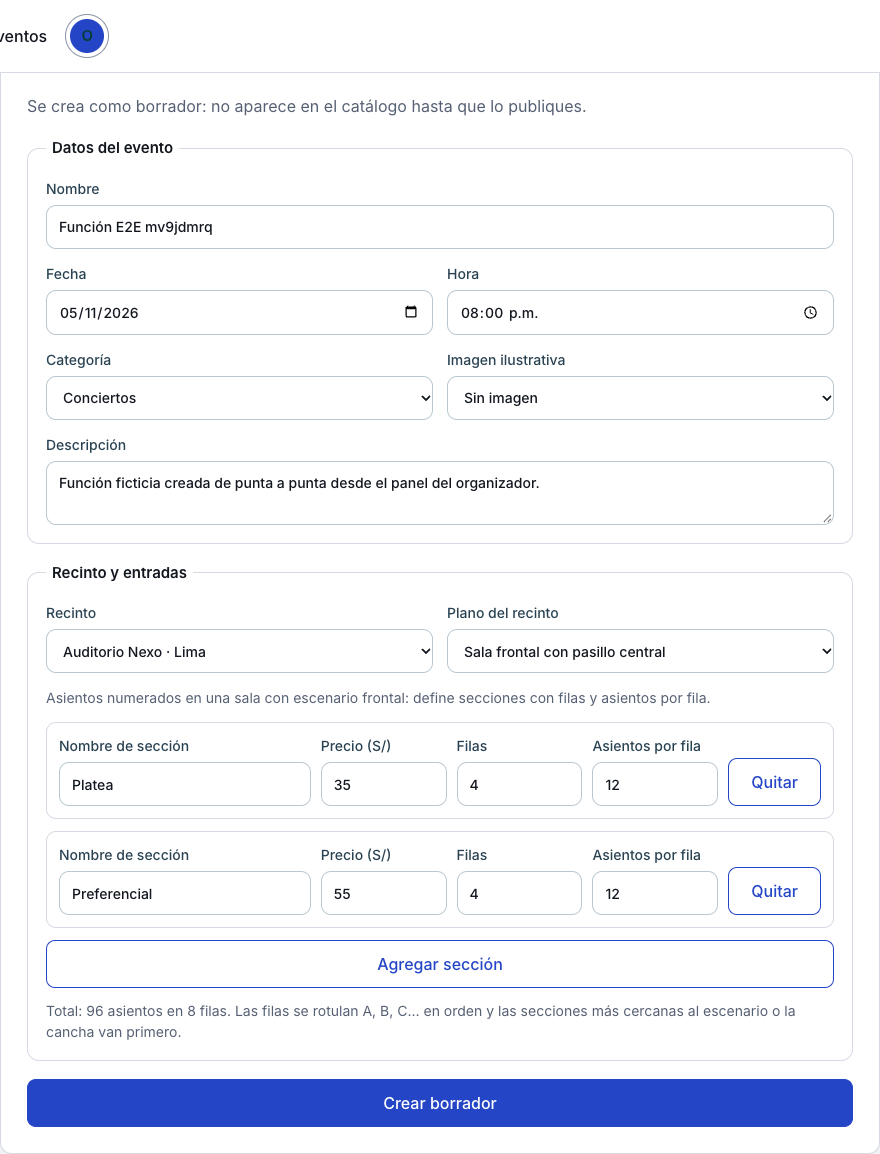 ventos
O
Se crea como borrador: no aparece en el catálogo hasta que lo publiques.
Datos del evento
Nombre
Función E2E mv9jdmrq
Fecha
Hora
05/11/2026
08:00 p.m.
Categoría
Imagen ilustrativa
Conciertos
Sin imagen
Descripción
Función ficticia creada de punta a punta desde el panel del organizador.
Recinto y entradas
Recinto
Plano del recinto
Auditorio Nexo · Lima
Sala frontal con pasillo central
Asientos numerados en una sala con escenario frontal: define secciones con filas y asientos por fila.
Nombre de sección
Precio (S/)
Filas
Asientos por fila
Platea
35
4
12
Quitar
Nombre de sección
Precio (S/)
Filas
Asientos por fila
Preferencial
55
4
12
Quitar
Agregar sección
Total: 96 asientos en 8 filas. Las filas se rotulan A, B, C... en orden y las secciones más cercanas al escenario o la
cancha van primero.
Crear borrador